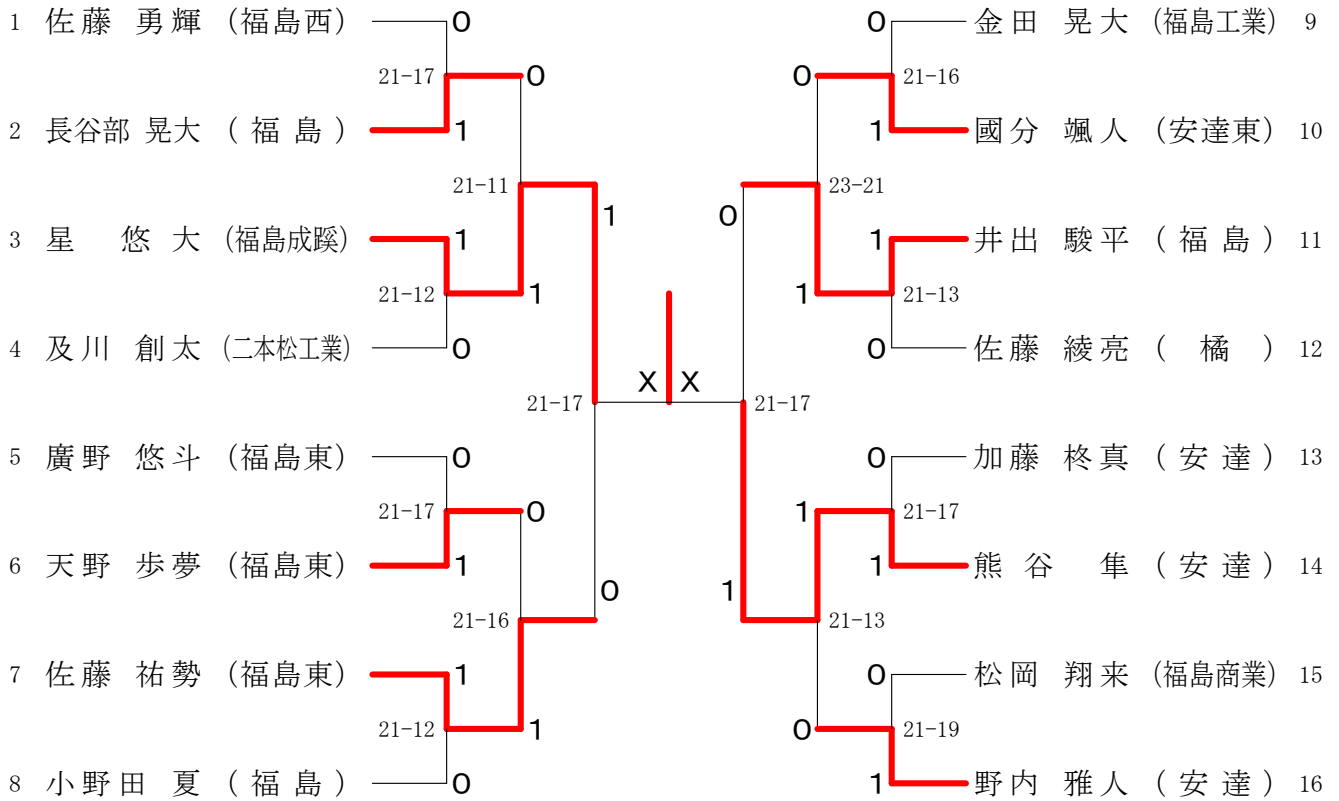 1 佐藤 勇輝 (福島西) 0 0 金田 晃大 (福島工業) 9
21-17 0 0 21-16
2 長谷部 晃大 (福島) 1 1 國分 颯人 (安達東) 10
21-11 23-21
1 0
3 星 悠大 (福島成蹊) 1 1 井出 駿平 (福島) 11
21-12 1 1 21-13
4 及川 創太 (二本松工業) 0 0 佐藤 綾亮 (橘) 12
X X
21-17 21-17
5 廣野 悠斗 (福島東) 0 0 加藤 柊真 (安達) 13
21-17 0 1 21-17
6 天野 歩夢 (福島東) 1 1 熊谷 隼 (安達) 14
0 1
21-16 21-13
7 佐藤 祐勢 (福島東) 1 0 松岡 翔来 (福島商業) 15
21-12 1 0 21-19
8 小野田 夏 (福島) 0 1 野内 雅人 (安達) 16